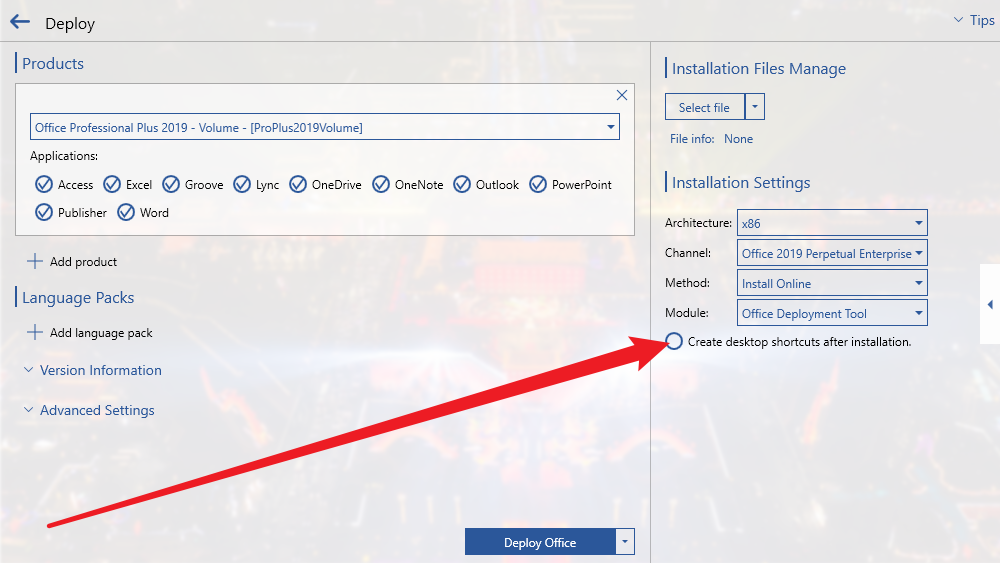 Deploy
Tips
Products
Office Professional Plus 2019 - Volume - [ProPlus2019Volume]
Applications:
Access Excel Groove Lync OneDrive OneNote Outlook PowerPoint
Publisher Word
Add product
Language Packs
Add language pack
Version Information
Advanced Settings
Deploy Office
Installation Files Manage
Select file
File info: None
Installation Settings
Architecture: x86
Channel: Office 2019 Perpetual Enterprise
Method: Install Online
Module: Office Deployment Tool
Create desktop shortcuts after installation.